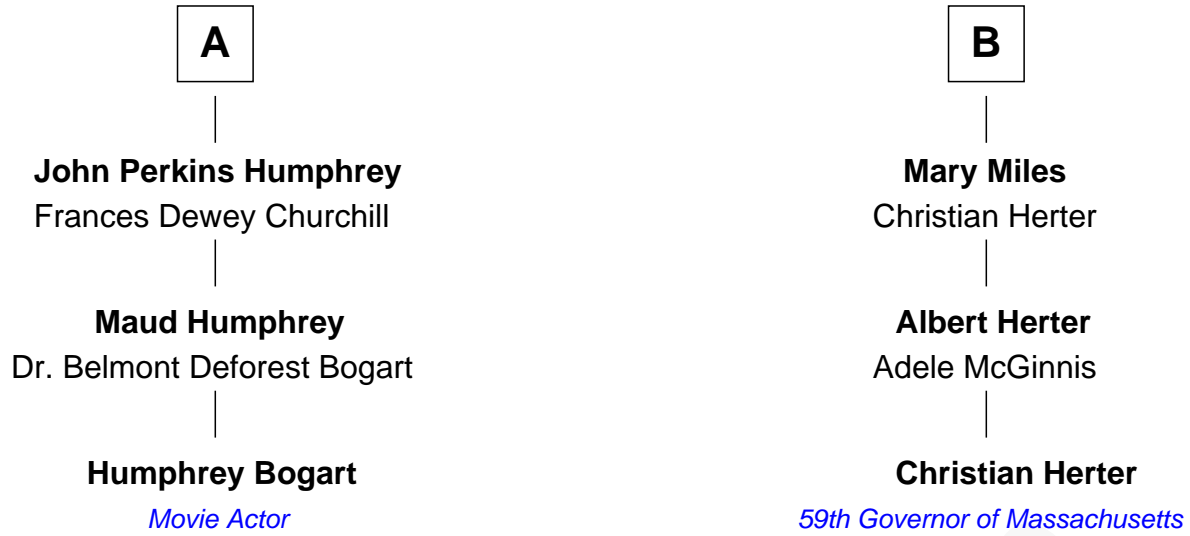 A
John Perkins Humphrey
Frances Dewey Churchill
Maud Humphrey
Dr. Belmont Deforest Bogart
Humphrey Bogart
Movie Actor
B
Mary Miles
Christian Herter
Albert Herter
Adele McGinnis
Christian Herter
59th Governor of Massachusetts